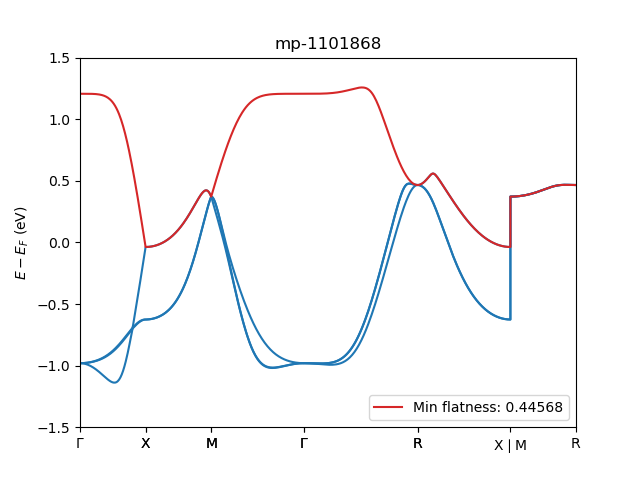 mp-1101868
E − E_F (eV)
1.5
1.0
0.5
0.0
−0.5
−1.0
−1.5
Min flatness: 0.44568
Γ X M Γ R X | M R